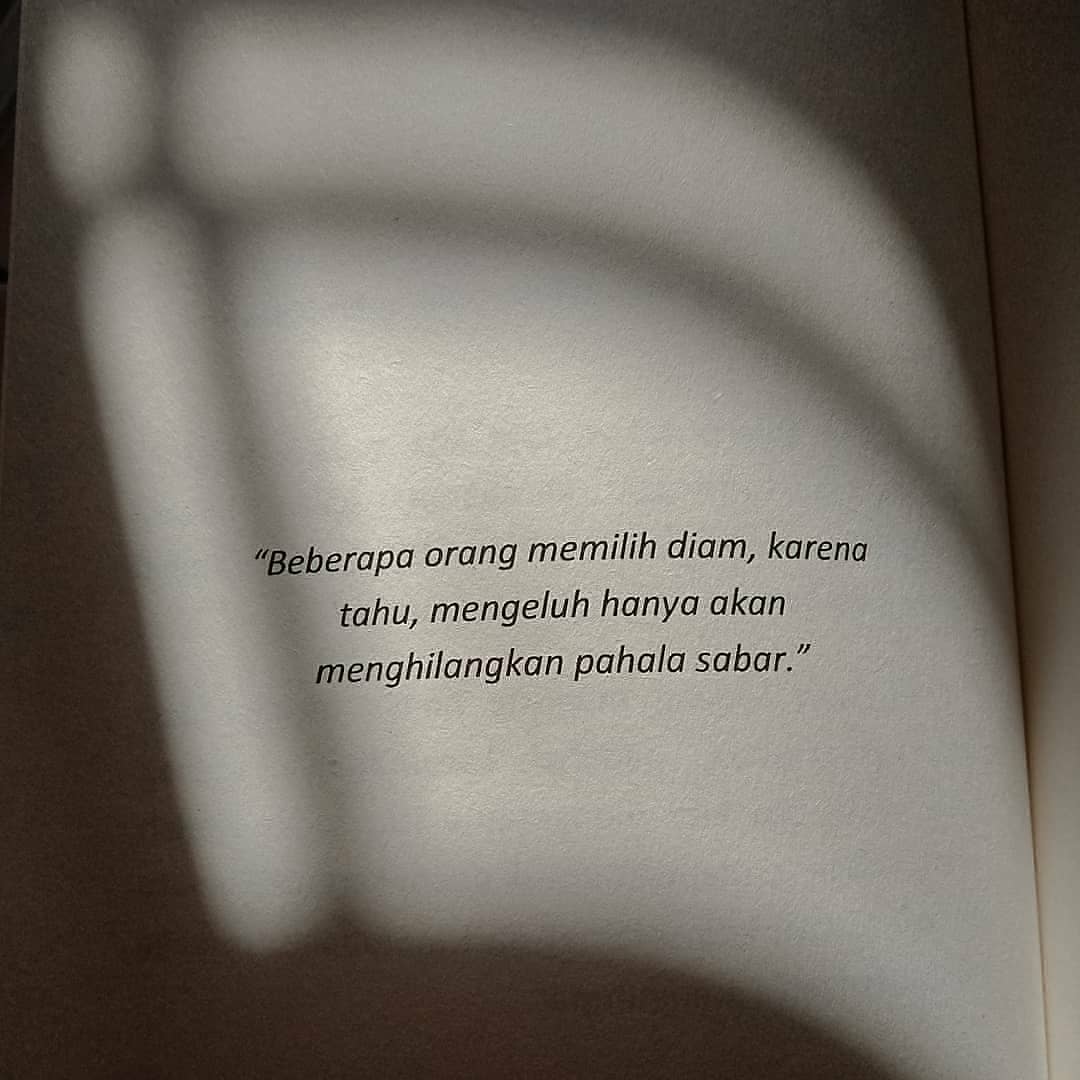 “Beberapa orang memilih diam, karena
tahu, mengeluh hanya akan
menghilangkan pahala sabar.”